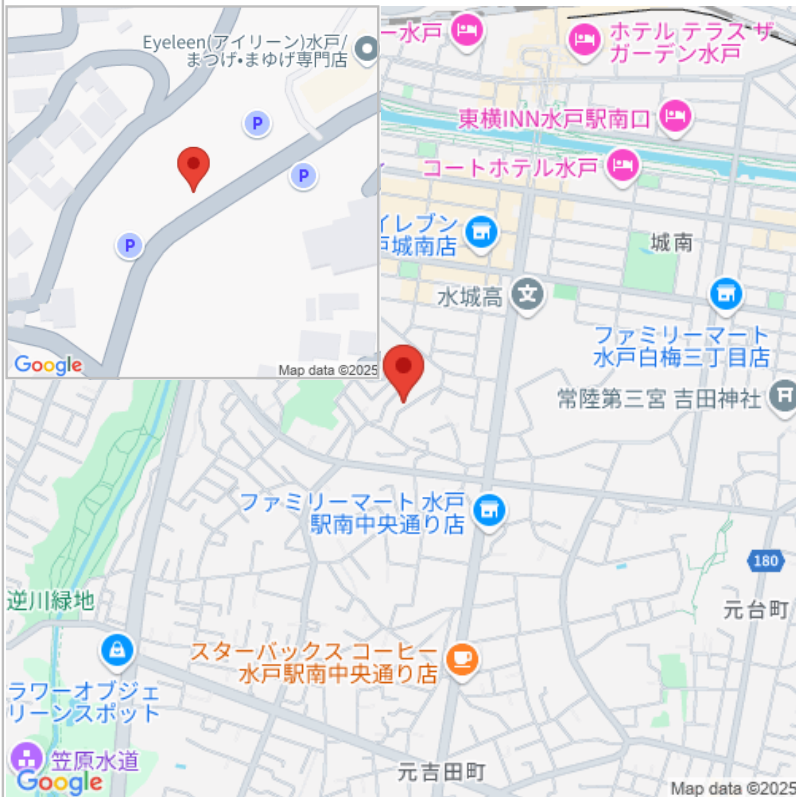 Eyeleen(アイリーン)水戸/
まつげ・まゆげ専門店
P
P
P
Google
Map data ©2025
ー水戸
ホテル テラス ザ
ガーデン水戸
東横INN水戸駅南口
コートホテル水戸
イレブン
戸城南店
城南
水城高
文
ファミリーマート
水戸白梅三丁目店
常陸第三宮 吉田神社
ファミリーマート 水戸
駅南中央通り店
180
逆川緑地
元台町
スターバックス コーヒー
水戸駅南中央通り店
ラワーオブジェ
リーンスポット
笠原水道
元吉田町
Google
Map data ©2025